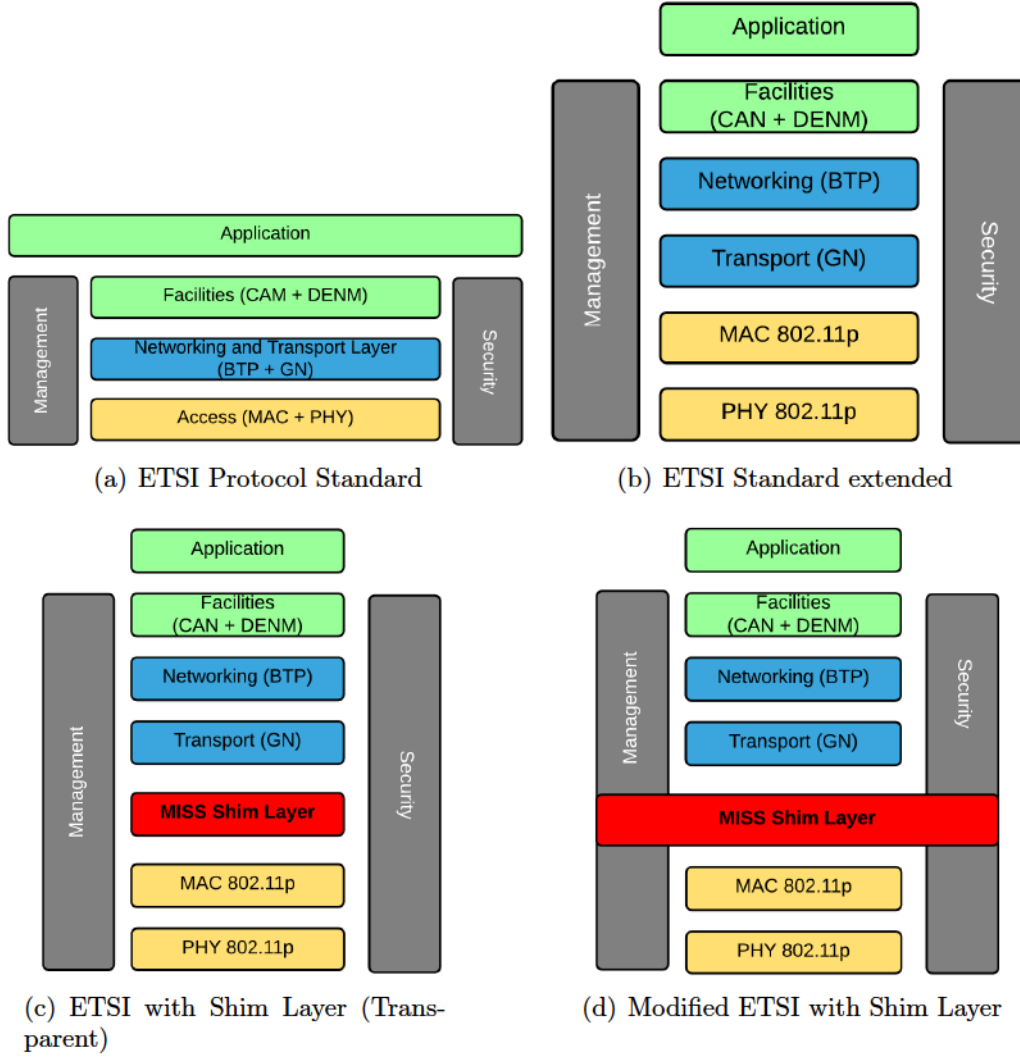 Application
Facilities (CAM + DENM)
Networking and Transport Layer
(BTP + GN)
Access (MAC + PHY)
Management
Security
(a) ETSI Protocol Standard
Application
Facilities
(CAN + DENM)
Networking (BTP)
Transport (GN)
MAC 802.11p
PHY 802.11p
Management
Security
(b) ETSI Standard extended
Application
Facilities
(CAN + DENM)
Networking (BTP)
Transport (GN)
MISS Shim Layer
MAC 802.11p
PHY 802.11p
Management
Security
(c) ETSI with Shim Layer (Trans-
parent)
Application
Facilities
(CAN + DENM)
Networking (BTP)
Transport (GN)
MISS Shim Layer
MAC 802.11p
PHY 802.11p
Management
Security
(d) Modified ETSI with Shim Layer